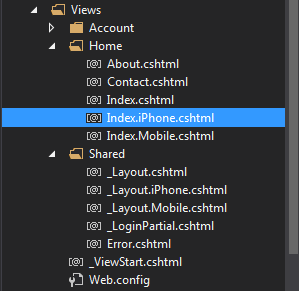 Views
Account
Home
About.cshtml
Contact.cshtml
Index.cshtml
Index.iPhone.cshtml
Index.Mobile.cshtml
Shared
_Layout.cshtml
_Layout.iPhone.cshtml
_Layout.Mobile.cshtml
_LoginPartial.cshtml
Error.cshtml
_ViewStart.cshtml
Web.config